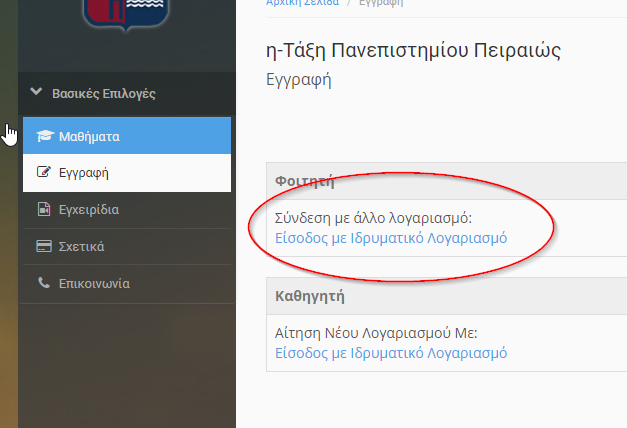 Αρχική Σελίδα / Εγγραφή
η-Τάξη Πανεπιστημίου Πειραιώς
Εγγραφή
Βασικές Επιλογές
Μαθήματα
Εγγραφή
Εγχειρίδια
Σχετικά
Επικοινωνία
Φοιτητή
Σύνδεση με άλλο λογαριασμό:
Είσοδος με Ιδρυματικό Λογαριασμό
Καθηγητή
Αίτηση Νέου Λογαριασμού Με:
Είσοδος με Ιδρυματικό Λογαριασμό